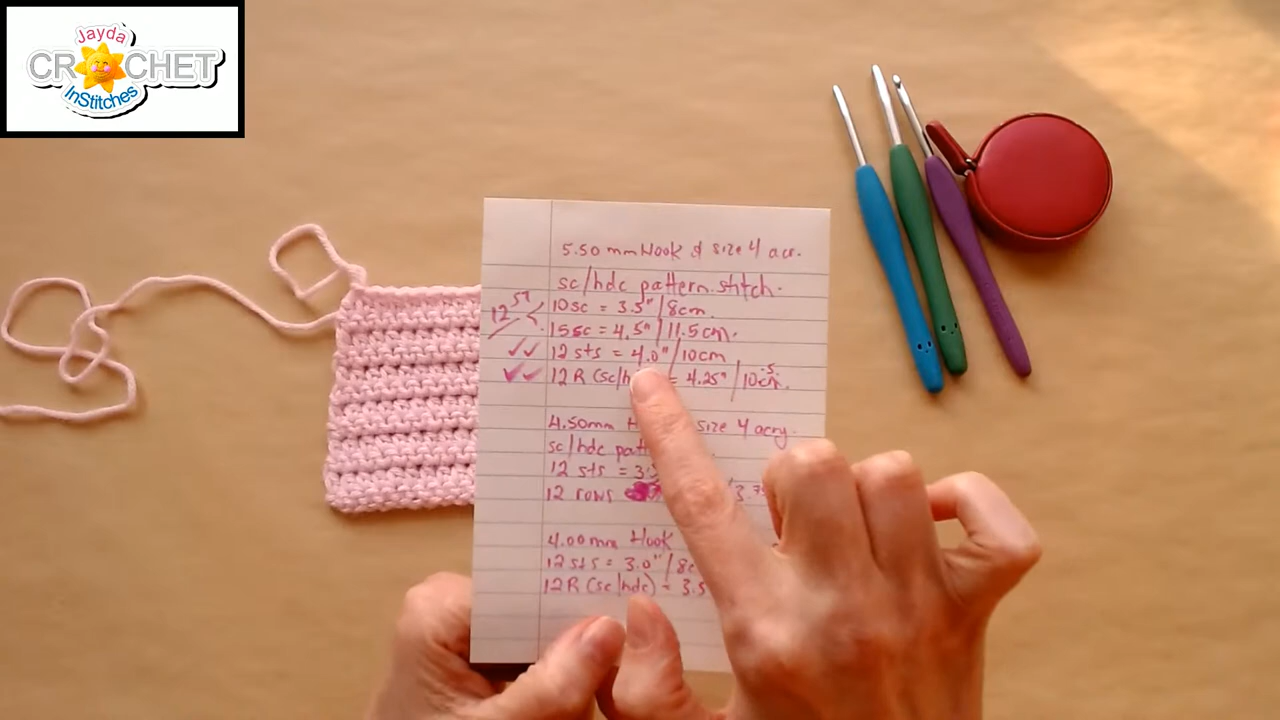 Jayda
CROCHET
InStitches
5.50 mm Hook & size 4 acr.
sc/hdc pattern stitch.
12 st
10sc = 3.5" / 8cm
15sc = 4.5" / 11.5cm.
✓✓ 12 sts = 4.0" / 10cm
✓✓ 12 R (sc/h = 4.25" / 10.5cm.
4.50mm size 4 acry.
sc/hdc
12 sts =
12 rows 3.75
4.00mm Hook
12 sts = 3.0" / 8c
12R (sc/hdc) = 3.5